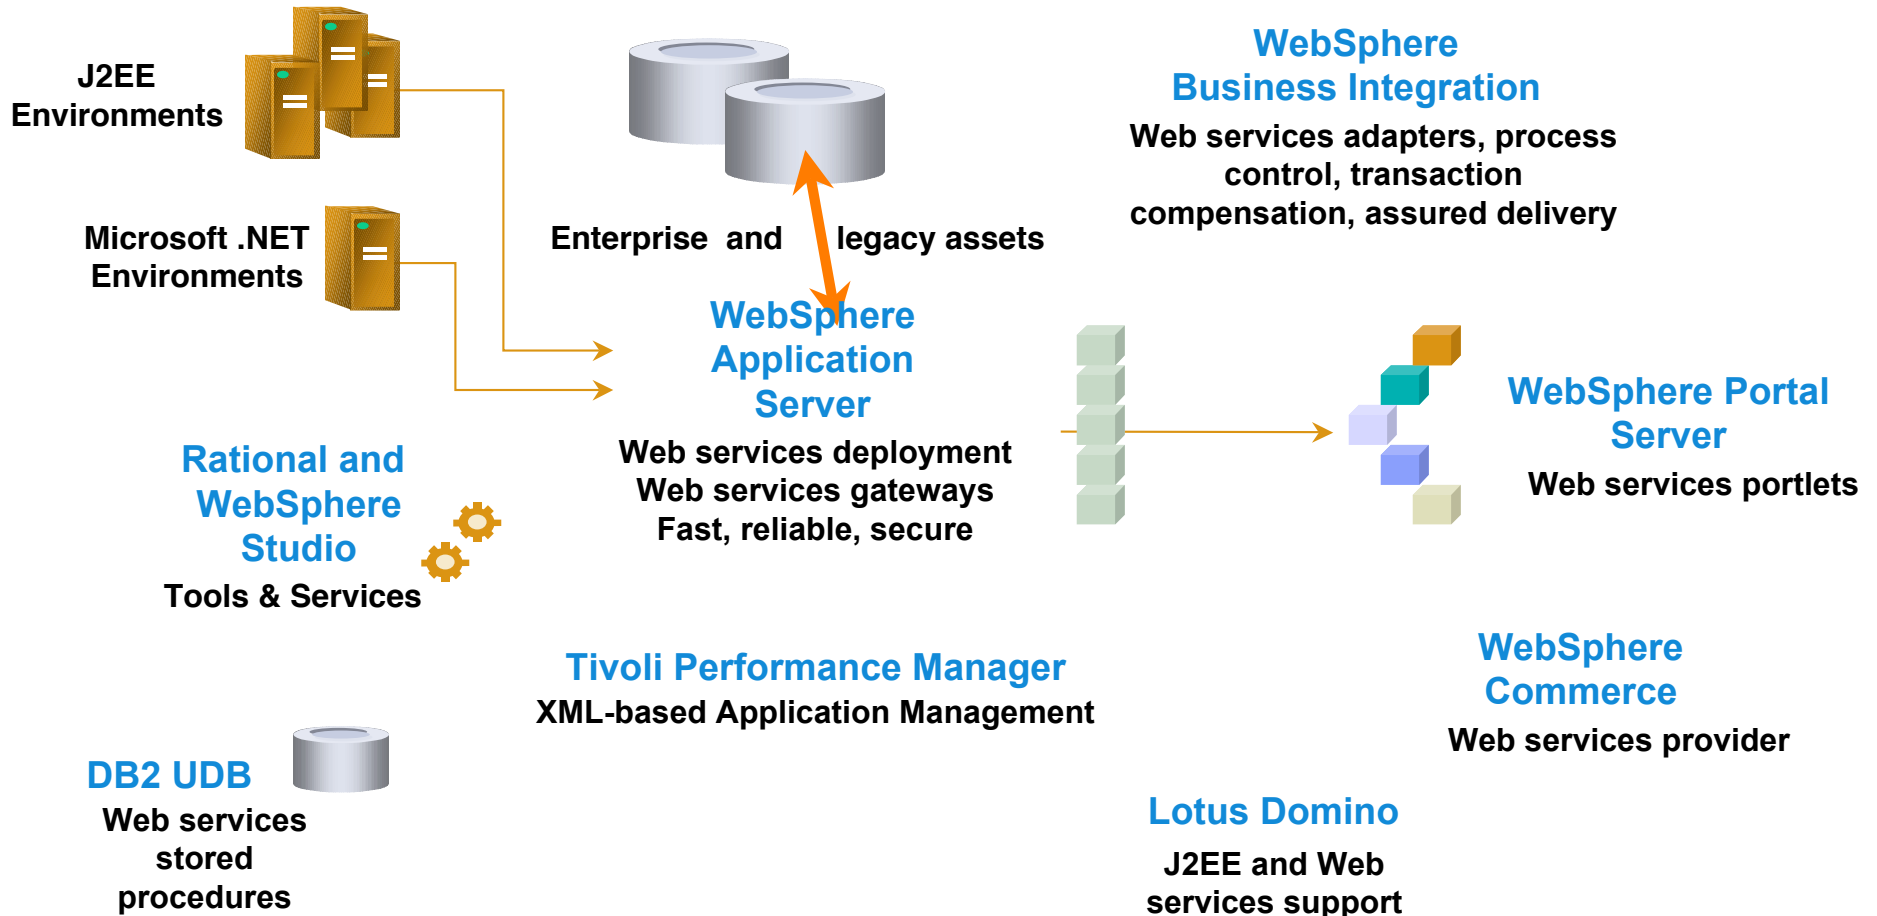 J2EE
Environments
WebSphere
Business Integration
Web services adapters, process
control, transaction
compensation, assured delivery
Microsoft .NET
Environments
Enterprise and legacy assets
WebSphere
Application
Server
Web services deployment
Web services gateways
Fast, reliable, secure
WebSphere Portal
Server
Web services portlets
Rational and
WebSphere
Studio
Tools & Services
Tivoli Performance Manager
XML-based Application Management
WebSphere
Commerce
Web services provider
DB2 UDB
Web services
stored
procedures
Lotus Domino
J2EE and Web
services support